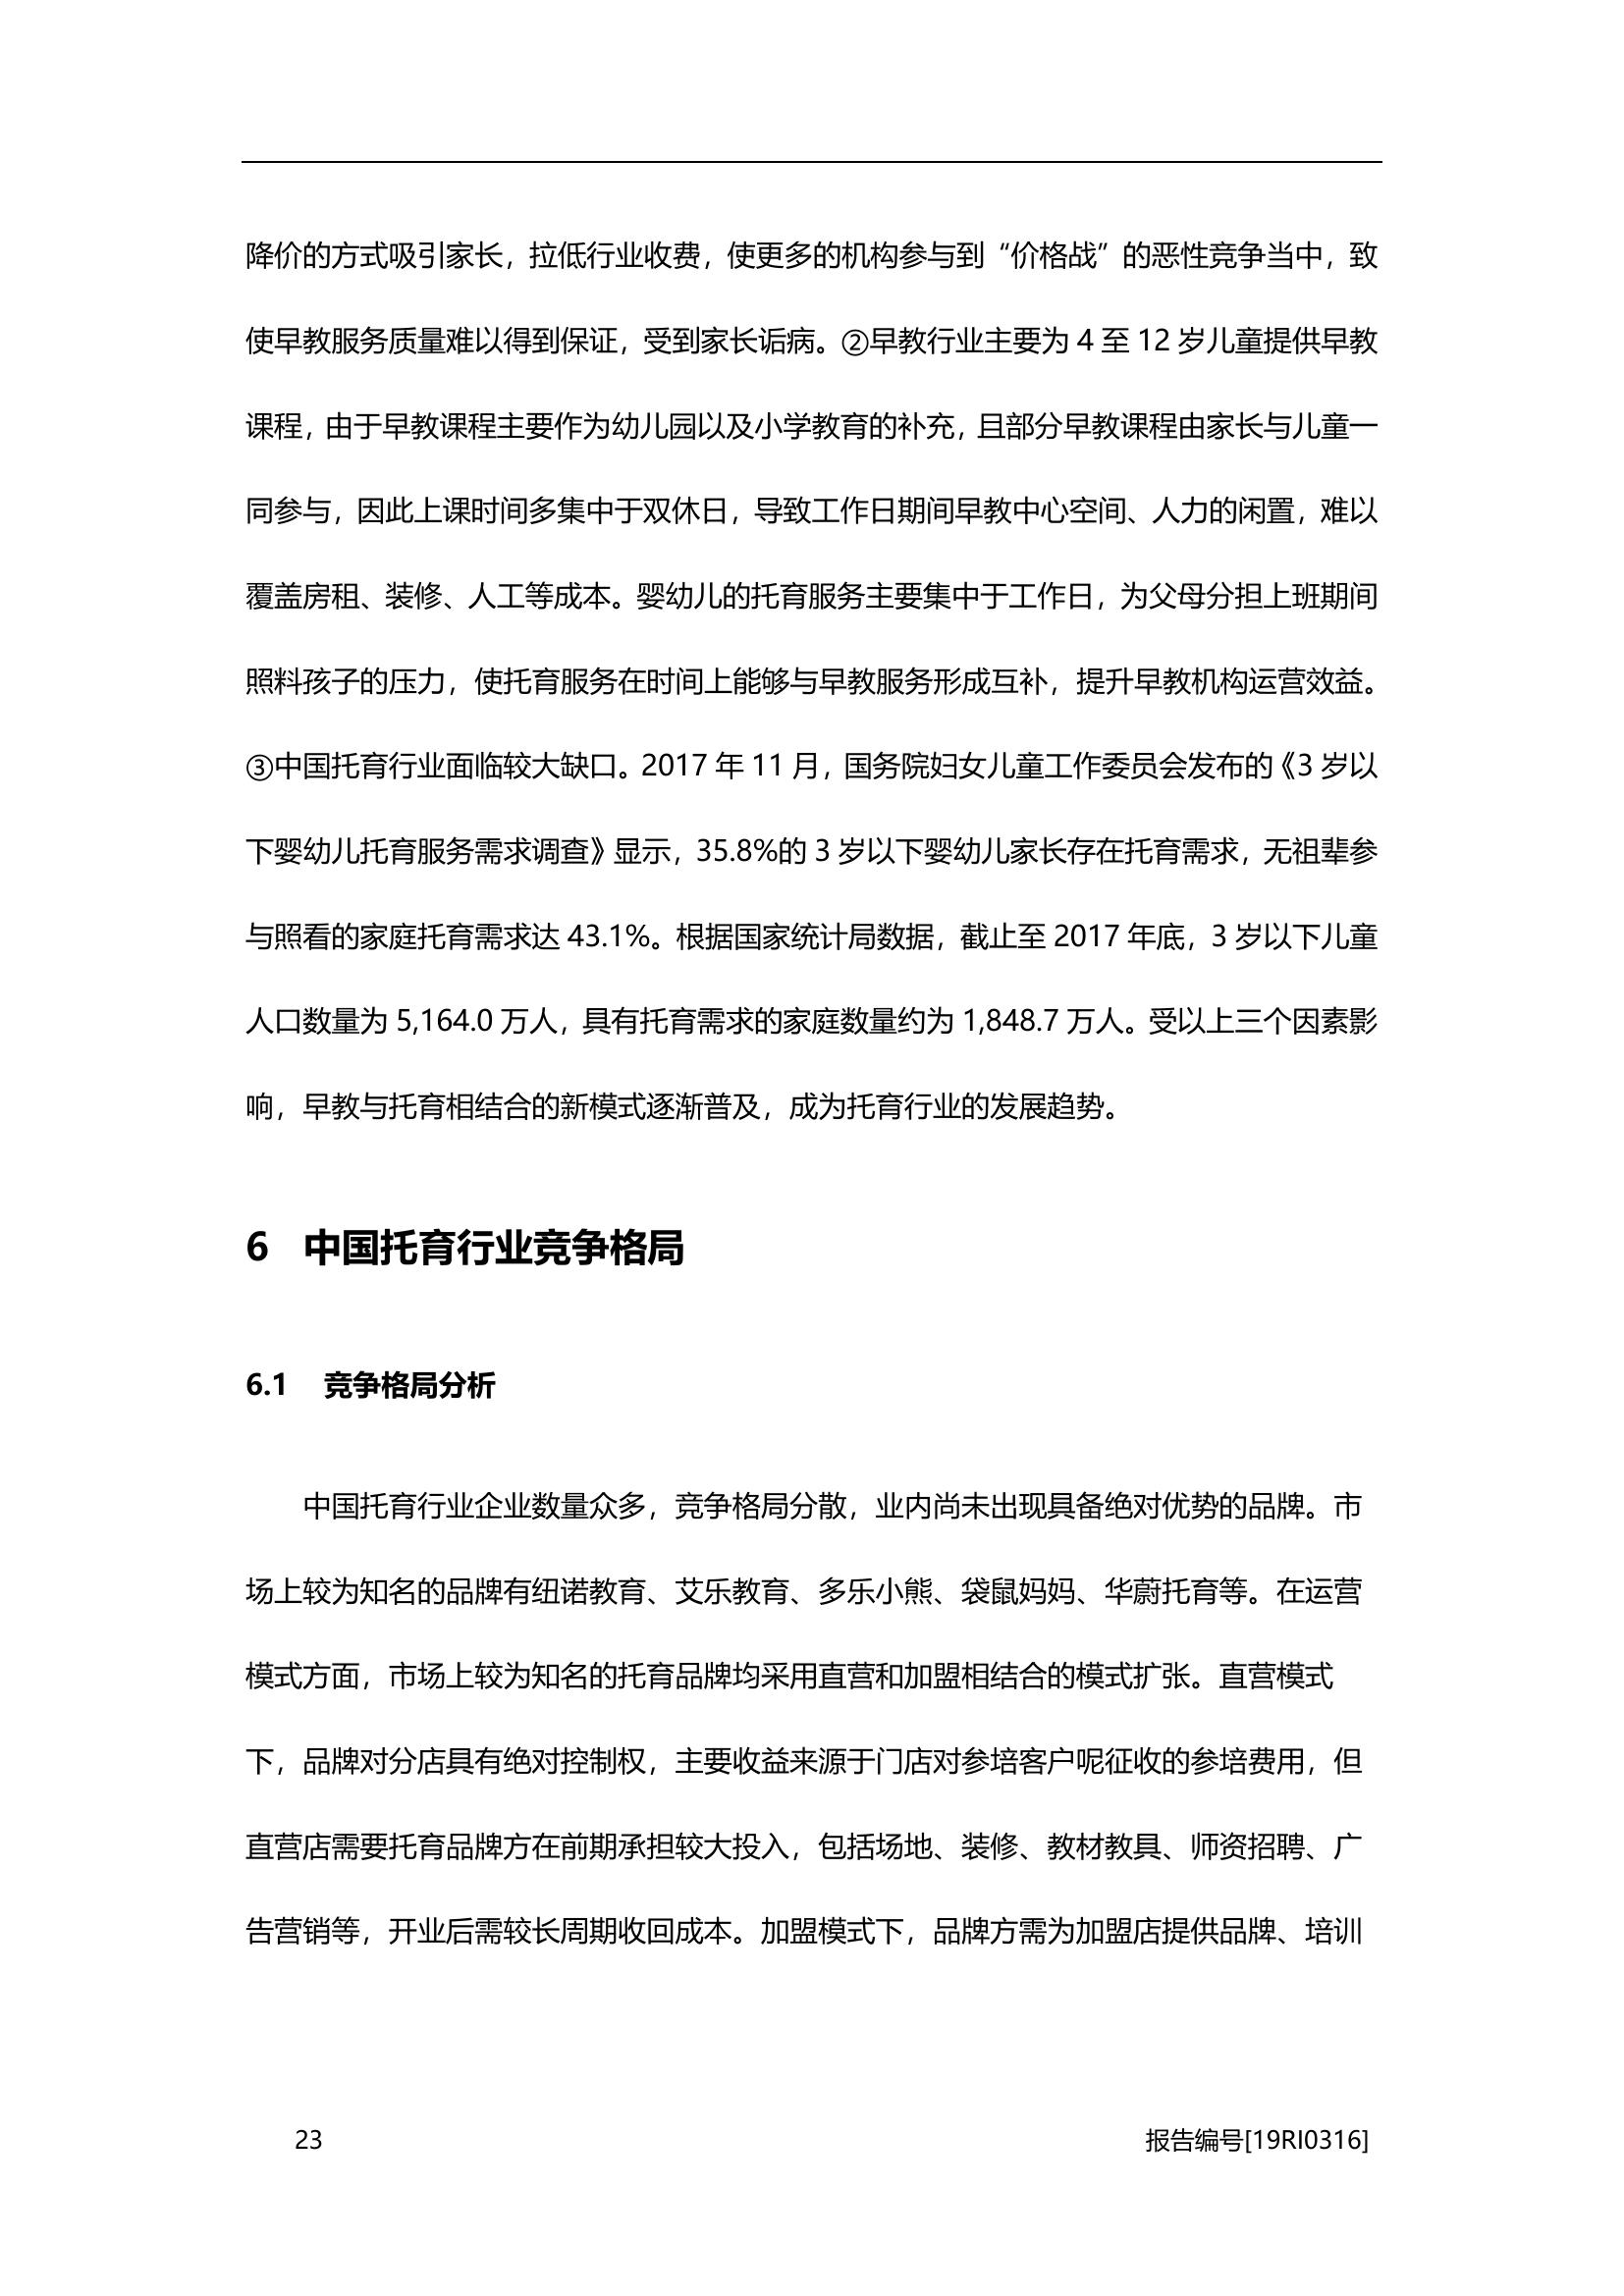 降价的方式吸引家长，拉低行业收费，使更多的机构参与到“价格战”的恶性竞争当中，致
使早教服务质量难以得到保证，受到家长诟病。②早教行业主要为 4 至 12 岁儿童提供早教
课程，由于早教课程主要作为幼儿园以及小学教育的补充，且部分早教课程由家长与儿童一
同参与，因此上课时间多集中于双休日，导致工作日期间早教中心空间、人力的闲置，难以
覆盖房租、装修、人工等成本。婴幼儿的托育服务主要集中于工作日，为父母分担上班期间
照料孩子的压力，使托育服务在时间上能够与早教服务形成互补，提升早教机构运营效益。
③中国托育行业面临较大缺口。2017 年 11 月，国务院妇女儿童工作委员会发布的《3 岁以
下婴幼儿托育服务需求调查》显示，35.8%的 3 岁以下婴幼儿家长存在托育需求，无祖辈参
与照看的家庭托育需求达 43.1%。根据国家统计局数据，截止至 2017 年底，3 岁以下儿童
人口数量为 5,164.0 万人，具有托育需求的家庭数量约为 1,848.7 万人。受以上三个因素影
响，早教与托育相结合的新模式逐渐普及，成为托育行业的发展趋势。
6 中国托育行业竞争格局
6.1 竞争格局分析
中国托育行业企业数量众多，竞争格局分散，业内尚未出现具备绝对优势的品牌。市
场上较为知名的品牌有纽诺教育、艾乐教育、多乐小熊、袋鼠妈妈、华蔚托育等。在运营
模式方面，市场上较为知名的托育品牌均采用直营和加盟相结合的模式扩张。直营模式
下，品牌对分店具有绝对控制权，主要收益来源于门店对参培客户呢征收的参培费用，但
直营店需要托育品牌方在前期承担较大投入，包括场地、装修、教材教具、师资招聘、广
告营销等，开业后需较长周期收回成本。加盟模式下，品牌方需为加盟店提供品牌、培训
23 报告编号[19RI0316]